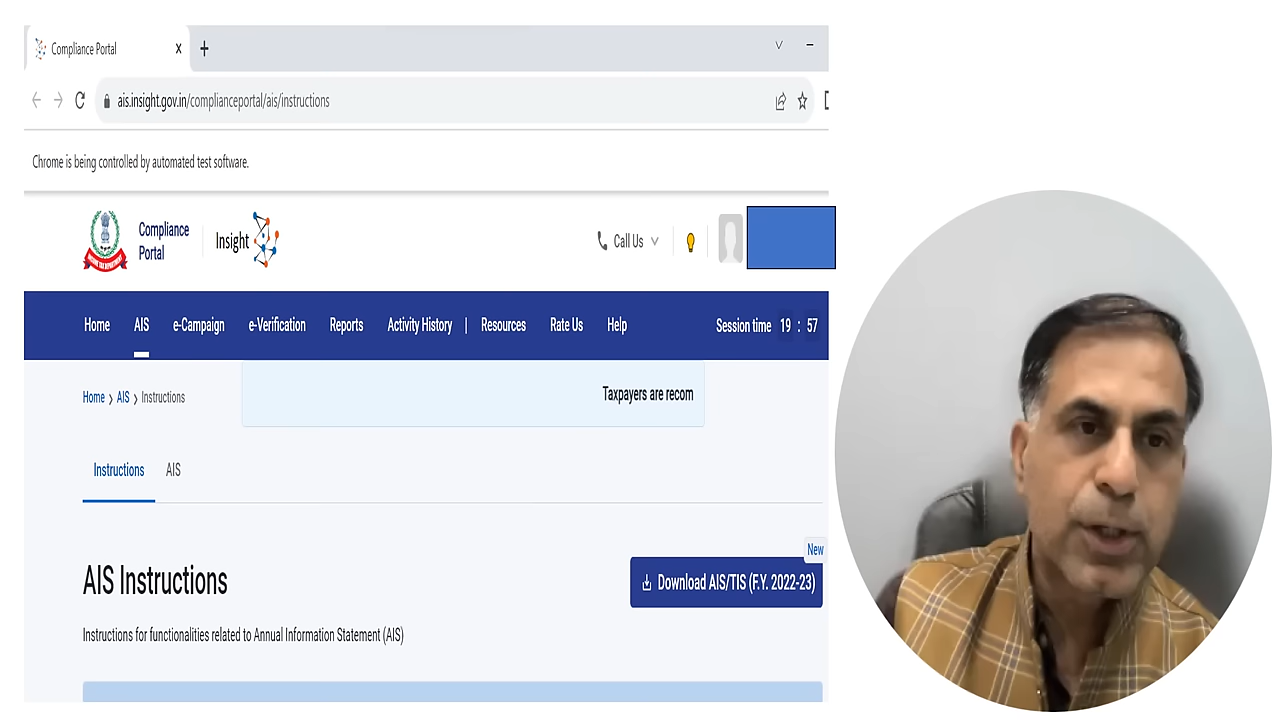 Compliance Portal
ais.insight.gov.in/complianceportal/ais/instructions
Chrome is being controlled by automated test software.
Compliance Portal
Insight
Call Us
Home AIS e-Campaign e-Verification Reports Activity History | Resources Rate Us Help Session time 19 : 57
Home > AIS > Instructions
Taxpayers are recom
Instructions AIS
New
AIS Instructions
Download AIS/TIS (F.Y. 2022-23)
Instructions for functionalities related to Annual Information Statement (AIS)